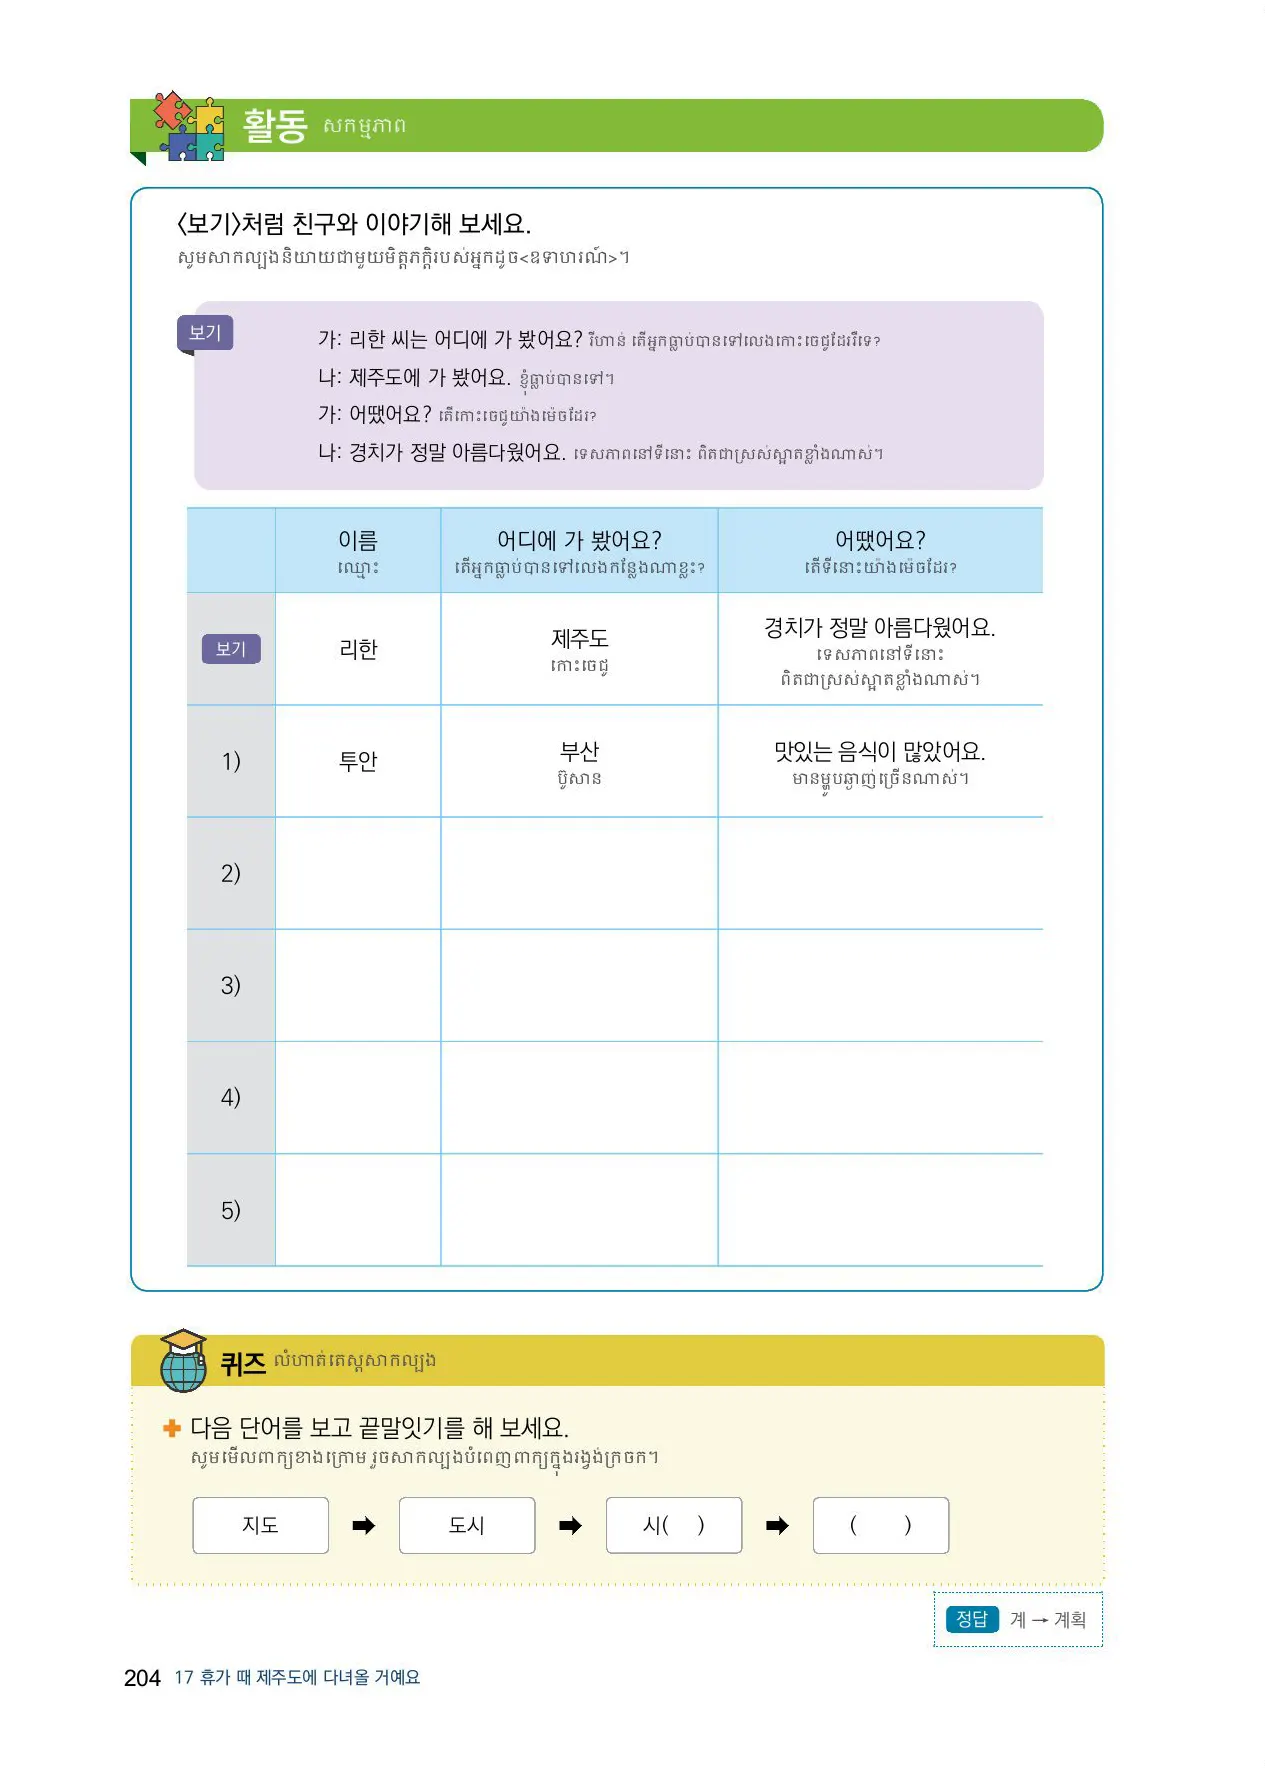 활동 សកម្មភាព
<보기>처럼 친구와 이야기해 보세요.
សូមសាកល្បងនិយាយជាមួយមិត្តភក្តិរបស់អ្នកដូច<ឧទាហរណ៍>។
보기
가: 리한 씨는 어디에 가 봤어요? រីហាន់ តើអ្នកធ្លាប់បានទៅលេងកោះចេជូដែររឺទេ?
나: 제주도에 가 봤어요. ខ្ញុំធ្លាប់បានទៅ។
가: 어땠어요? តើកោះចេជូយ៉ាងម៉េចដែរ?
나: 경치가 정말 아름다웠어요. ទេសភាពនៅទីនោះ ពិតជាស្រស់ស្អាតខ្លាំងណាស់។
이름 어디에 가 봤어요? 어땠어요?
ឈ្មោះ តើអ្នកធ្លាប់បានទៅលេងកន្លែងណាខ្លះ? តើទីនោះយ៉ាងម៉េចដែរ?
보기 리한 제주도 경치가 정말 아름다웠어요.
កោះចេជូ ទេសភាពនៅទីនោះ
ពិតជាស្រស់ស្អាតខ្លាំងណាស់។
1) 투안 부산 맛있는 음식이 많았어요.
ប៊ូសាន មានម្ហូបឆ្ងាញ់ច្រើនណាស់។
2)
3)
4)
5)
퀴즈 លំហាត់តេស្តសាកល្បង
다음 단어를 보고 끝말잇기를 해 보세요.
សូមមើលពាក្យខាងក្រោម រួចសាកល្បងបំពេញពាក្យក្នុងរង្វង់ក្រចក។
지도 ➡ 도시 ➡ 시( ) ➡ ( )
정답 계 → 계획
204 17 휴가 때 제주도에 다녀올 거예요